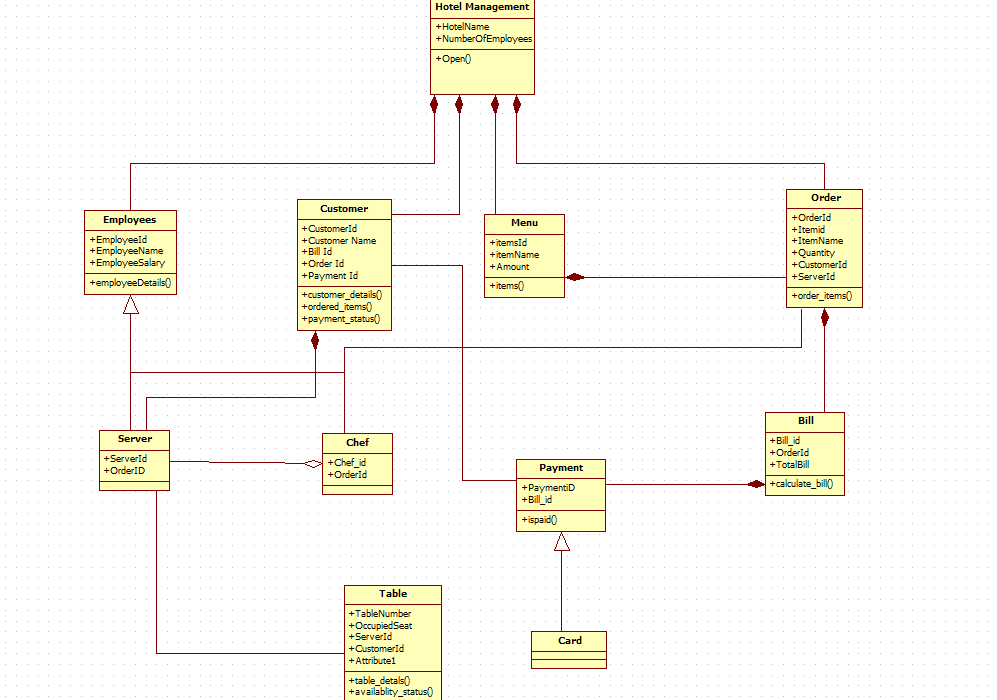 Hotel Management
+HotelName
+NumberOfEmployees
+Open()
Employees
+EmployeeId
+EmployeeName
+EmployeeSalary
+employeeDetails()
Customer
+CustomerId
+Customer Name
+Bill Id
+Order Id
+Payment Id
+customer_details()
+ordered_items()
+payment_status()
Menu
+itemsId
+itemName
+Amount
+items()
Order
+OrderId
+Itemid
+ItemName
+Quantity
+CustomerId
+ServerId
+order_items()
Server
+ServerId
+OrderID
Chef
+Chef_id
+OrderId
Payment
+PaymentiD
+Bill_id
+ispaid()
Bill
+Bill_id
+OrderId
+TotalBill
+calculate_bill()
Table
+TableNumber
+OccupiedSeat
+ServerId
+CustomerId
+Attribute1
+table_detals()
+availablity_status()
Card